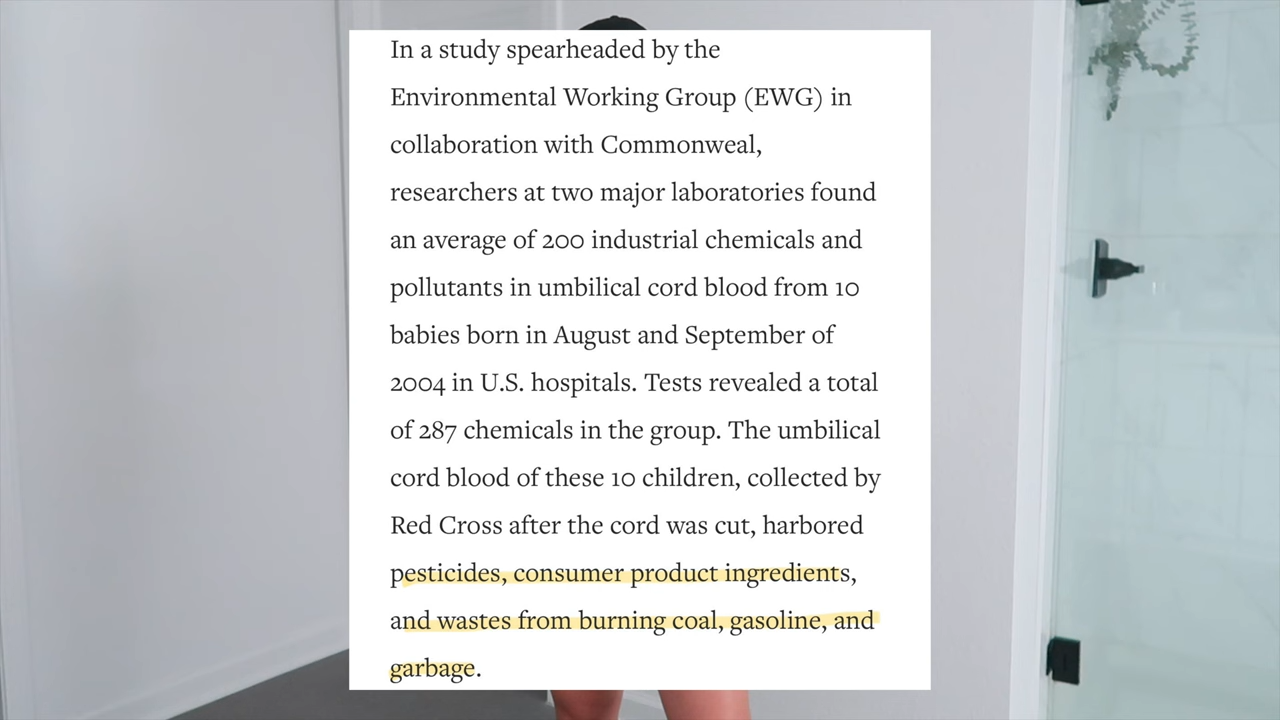 In a study spearheaded by the
Environmental Working Group (EWG) in
collaboration with Commonweal,
researchers at two major laboratories found
an average of 200 industrial chemicals and
pollutants in umbilical cord blood from 10
babies born in August and September of
2004 in U.S. hospitals. Tests revealed a total
of 287 chemicals in the group. The umbilical
cord blood of these 10 children, collected by
Red Cross after the cord was cut, harbored
pesticides, consumer product ingredients,
and wastes from burning coal, gasoline, and
garbage.